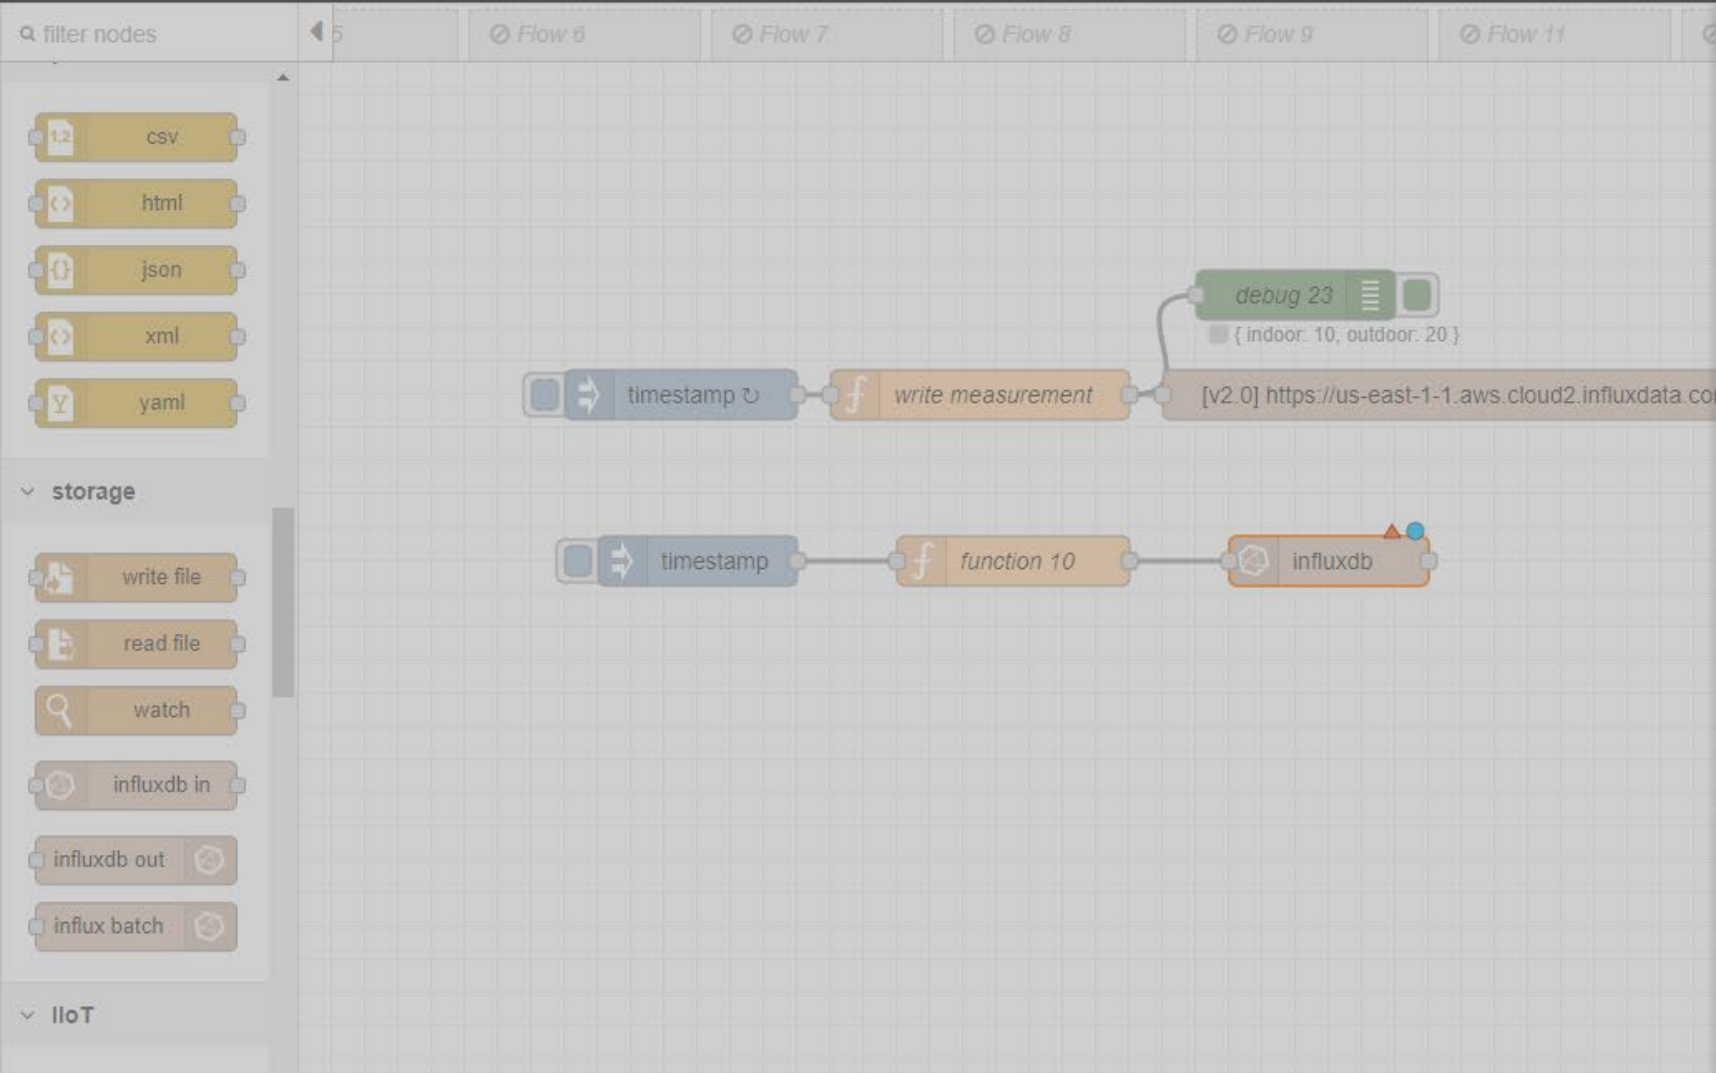 filter nodes
5
Flow 6
Flow 7
Flow 8
Flow 9
Flow 11
1,2
csv
html
json
xml
Y
yaml
storage
write file
read file
watch
influxdb in
influxdb out
influx batch
IIoT
debug 23
{ indoor: 10, outdoor: 20 }
timestamp ↻
f
write measurement
[v2.0] https://us-east-1-1.aws.cloud2.influxdata.co
timestamp
f
function 10
influxdb